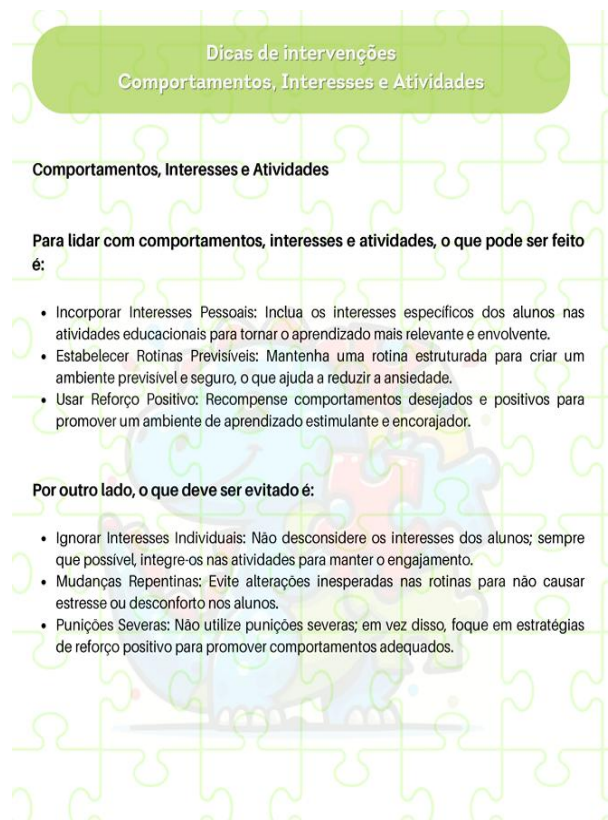 Dicas de intervenções
Comportamentos, Interesses e Atividades
Comportamentos, Interesses e Atividades
Para lidar com comportamentos, interesses e atividades, o que pode ser feito
é:
• Incorporar Interesses Pessoais: Inclua os interesses específicos dos alunos nas
atividades educacionais para tornar o aprendizado mais relevante e envolvente.
• Estabelecer Rotinas Previsíveis: Mantenha uma rotina estruturada para criar um
ambiente previsível e seguro, o que ajuda a reduzir a ansiedade.
• Usar Reforço Positivo: Recompense comportamentos desejados e positivos para
promover um ambiente de aprendizado estimulante e encorajador.
Por outro lado, o que deve ser evitado é:
• Ignorar Interesses Individuais: Não desconsidere os interesses dos alunos; sempre
que possível, integre-os nas atividades para manter o engajamento.
• Mudanças Repentinas: Evite alterações inesperadas nas rotinas para não causar
estresse ou desconforto nos alunos.
• Punições Severas: Não utilize punições severas; em vez disso, foque em estratégias
de reforço positivo para promover comportamentos adequados.